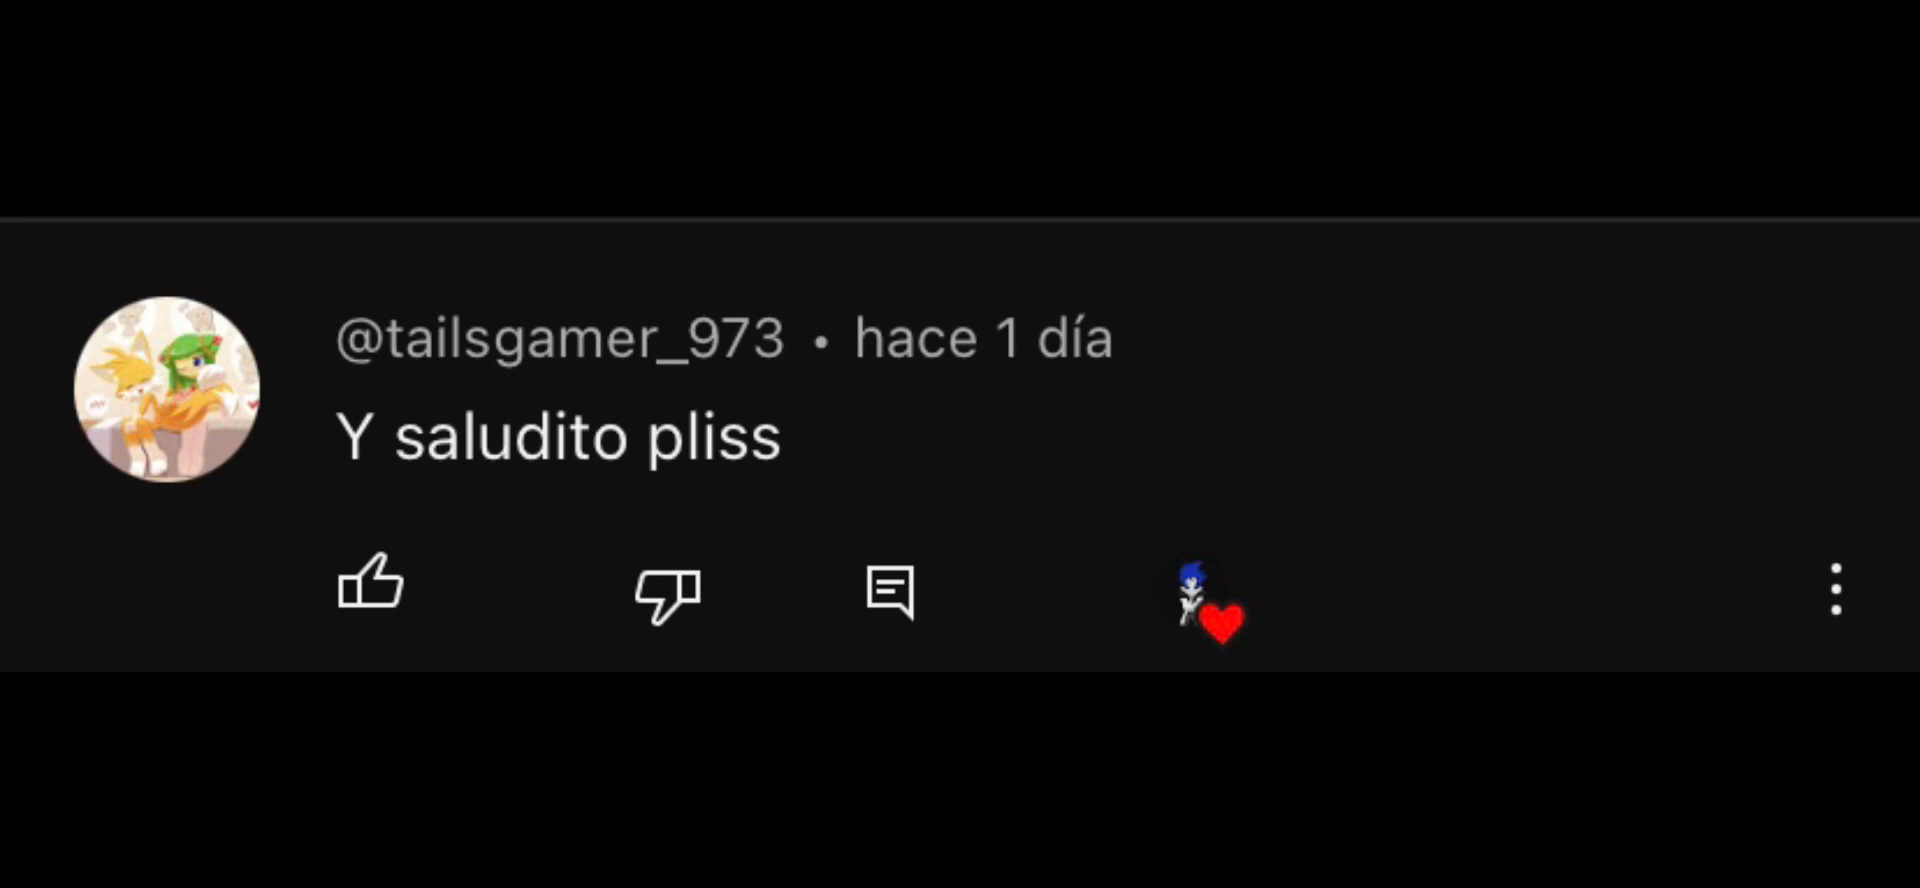 @tailsgamer_973 • hace 1 día
Y saludito pliss